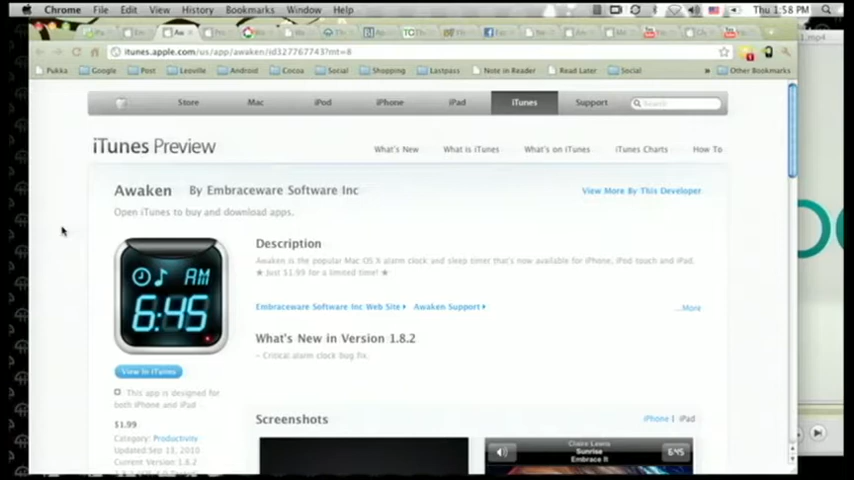 Chrome File Edit View History Bookmarks Window Help Thu 1:58 PM
itunes.apple.com/us/app/awaken/id327767743?mt=8
Pukka Google Post Leoville Android Cocoa Social Shopping Lastpass Note in Reader Read Later Social » Other Bookmarks
Store Mac iPod iPhone iPad iTunes Support Search
iTunes Preview What's New What is iTunes What's on iTunes iTunes Charts How To
Awaken By Embraceware Software Inc View More By This Developer
Open iTunes to buy and download apps.
Description
Awaken is the popular Mac OS X alarm clock and sleep timer that's now available for iPhone, iPod touch and iPad.
★ Just $1.99 for a limited time! ★
AM
6:45
Embraceware Software Inc Web Site Awaken Support ...More
What's New in Version 1.8.2
– Critical alarm clock bug fix.
View In iTunes
This app is designed for
both iPhone and iPad
$1.99
Category: Productivity
Updated: Sep 13, 2010
Current Version: 1.8.2
Screenshots iPhone | iPad
Claire Lewis
Sunrise
Embrace It
6:45